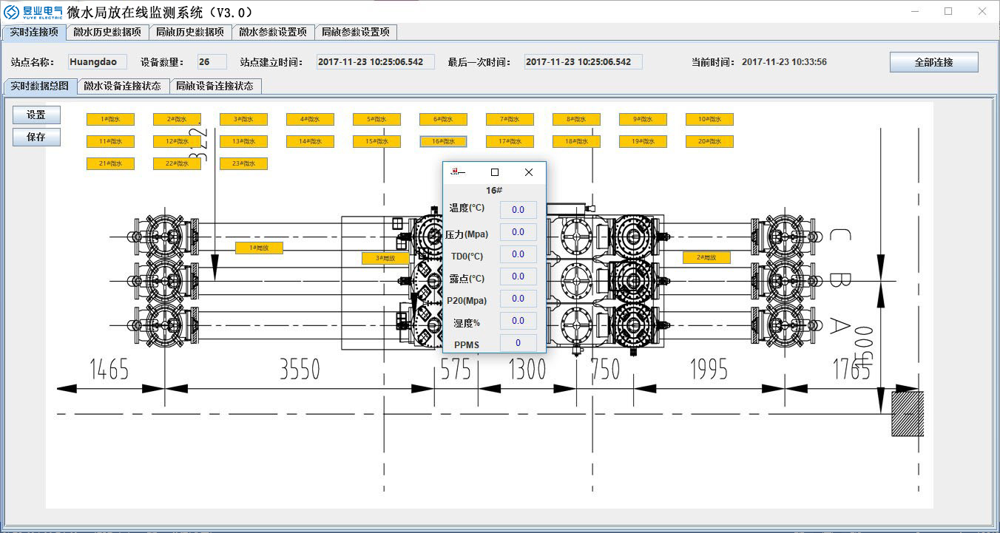 昱业电气
YUYE ELECTRIC
微水局放在线监测系统（V3.0）
实时连接项 微水历史数据项 局放历史数据项 微水参数设置项 局放参数设置项
站点名称： Huangdao 设备数量： 26 站点建立时间： 2017-11-23 10:25:06.542 最后一次时间： 2017-11-23 10:25:06.542 当前时间： 2017-11-23 10:33:56 全部连接
实时数据总图 微水设备连接状态 局放设备连接状态
设置
保存
1#微水 2#微水 3#微水 4#微水 5#微水 6#微水 7#微水 8#微水 9#微水 10#微水
11#微水 12#微水 13#微水 14#微水 15#微水 16#微水 17#微水 18#微水 19#微水 20#微水
21#微水 22#微水 23#微水
16#
温度(°C) 0.0
压力(Mpa) 0.0
TD0(°C) 0.0
露点(°C) 0.0
P20(Mpa) 0.0
湿度% 0.0
PPMS 0
1#局放 3#局放 2#局放
C
B
A
1465 3550 575 1300 750 1995 1765
1500